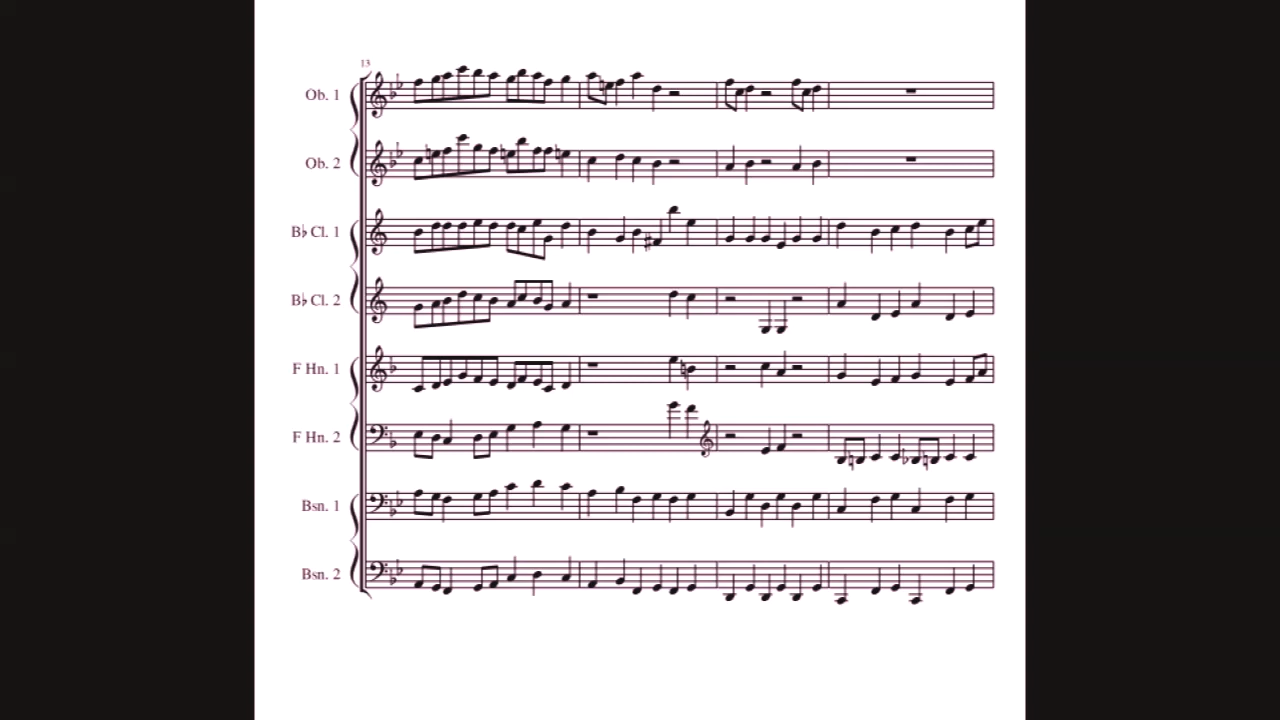 13
Ob. 1
Ob. 2
B♭ Cl. 1
B♭ Cl. 2
F Hn. 1
F Hn. 2
Bsn. 1
Bsn. 2